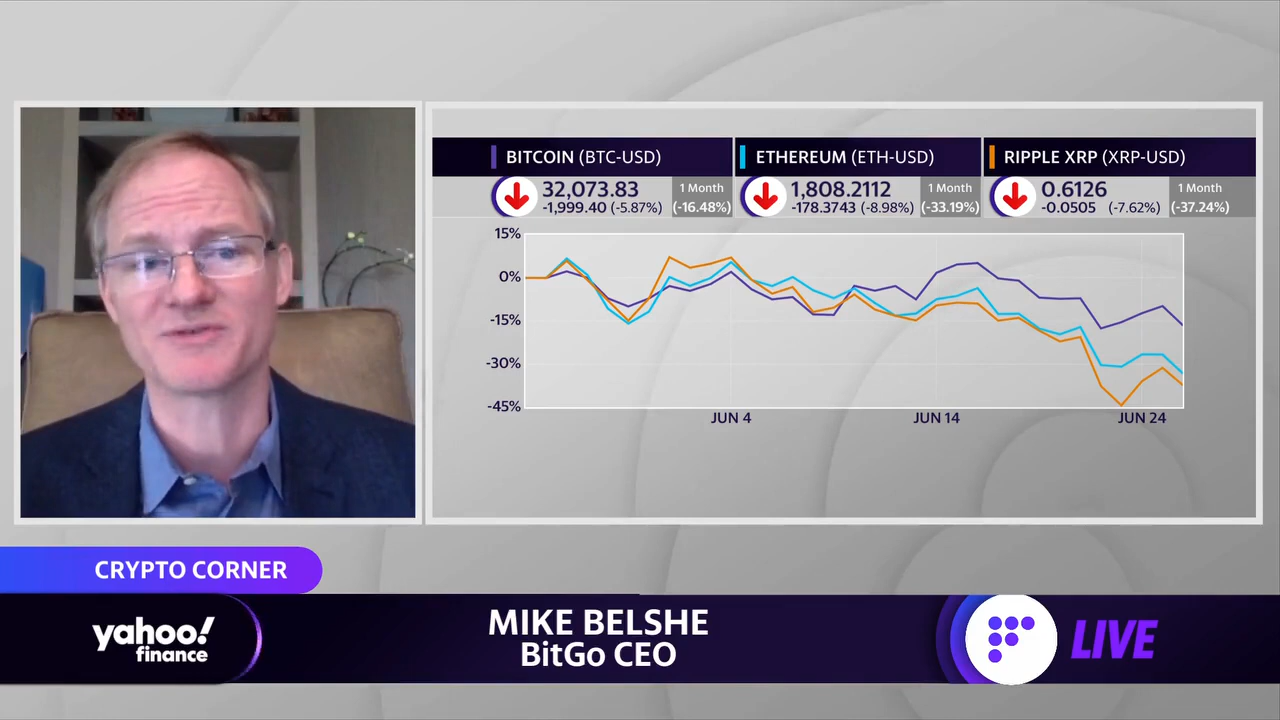 BITCOIN (BTC-USD)
32,073.83
-1,999.40 (-5.87%)
1 Month
(-16.48%)
ETHEREUM (ETH-USD)
1,808.2112
-178.3743 (-8.98%)
1 Month
(-33.19%)
RIPPLE XRP (XRP-USD)
0.6126
-0.0505 (-7.62%)
1 Month
(-37.24%)
15%
0%
-15%
-30%
-45%
JUN 4
JUN 14
JUN 24
CRYPTO CORNER
yahoo!
finance
MIKE BELSHE
BitGo CEO
LIVE